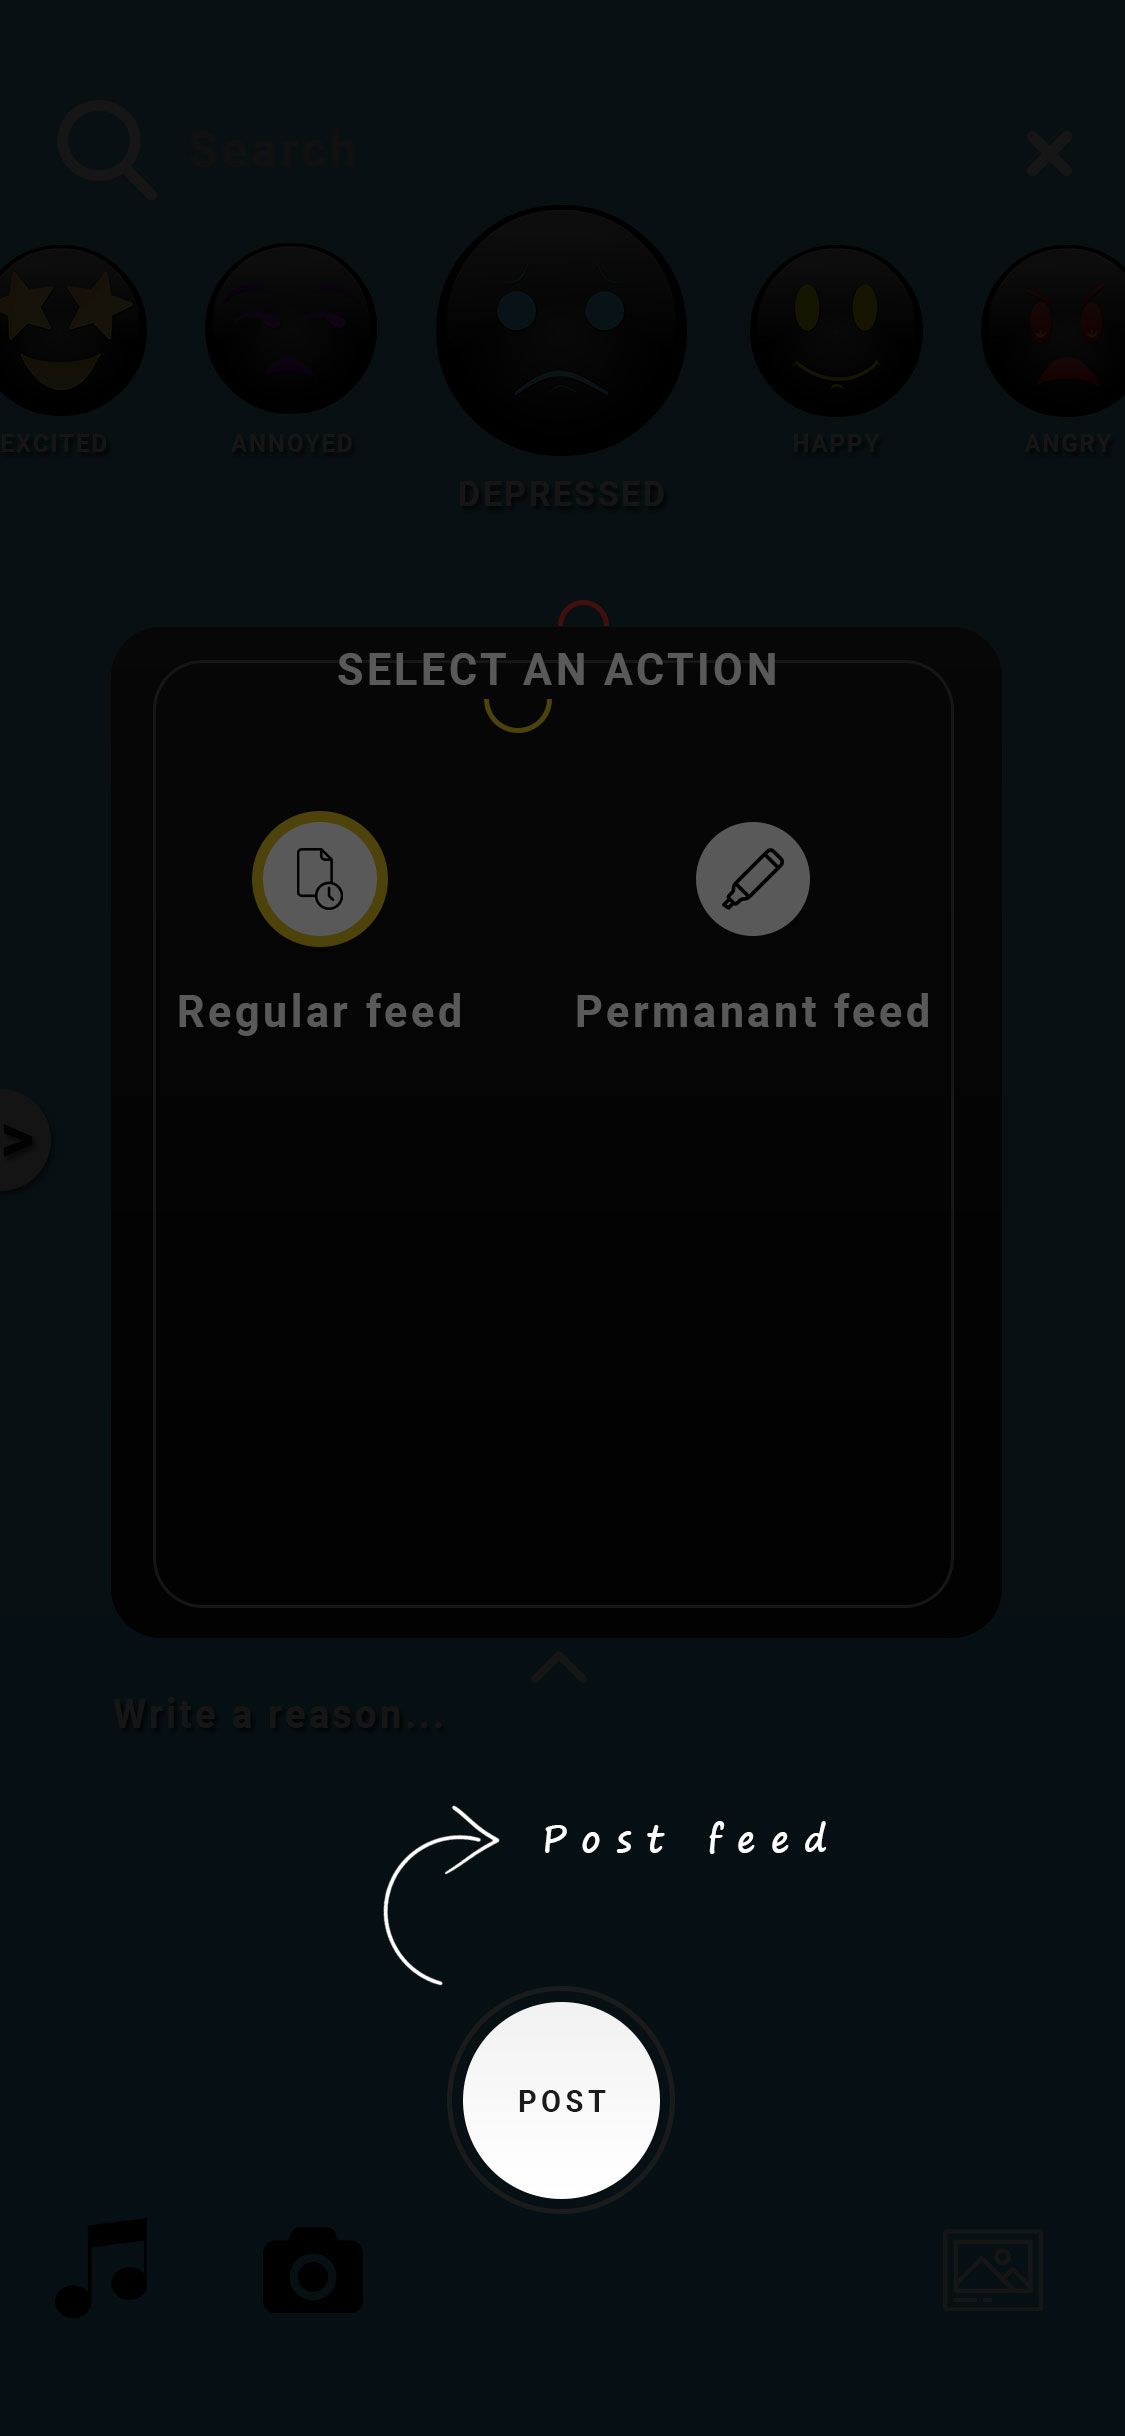 Search
EXCITED
ANNOYED
DEPRESSED
HAPPY
ANGRY
SELECT AN ACTION
Regular feed
Permanant feed
>
Write a reason...
Post feed
POST